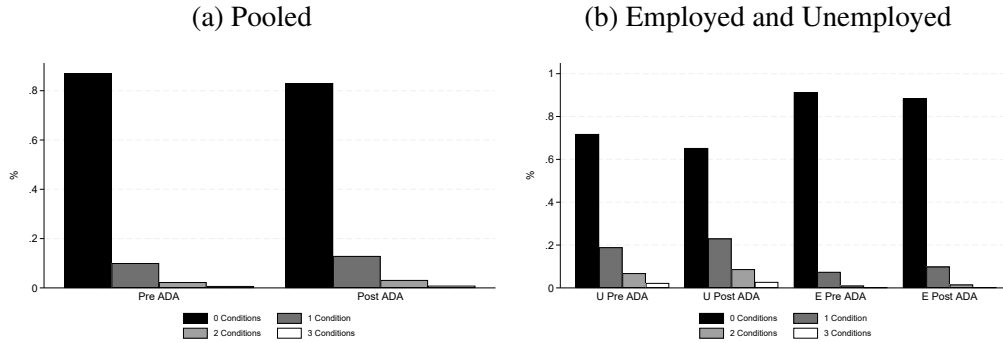 (a) Pooled
.8
.6
.4
.2
0
%
Pre ADA
Post ADA
0 Conditions
1 Condition
2 Conditions
3 Conditions
(b) Employed and Unemployed
1
.8
.6
.4
.2
0
%
U Pre ADA
U Post ADA
E Pre ADA
E Post ADA
0 Conditions
1 Condition
2 Conditions
3 Conditions